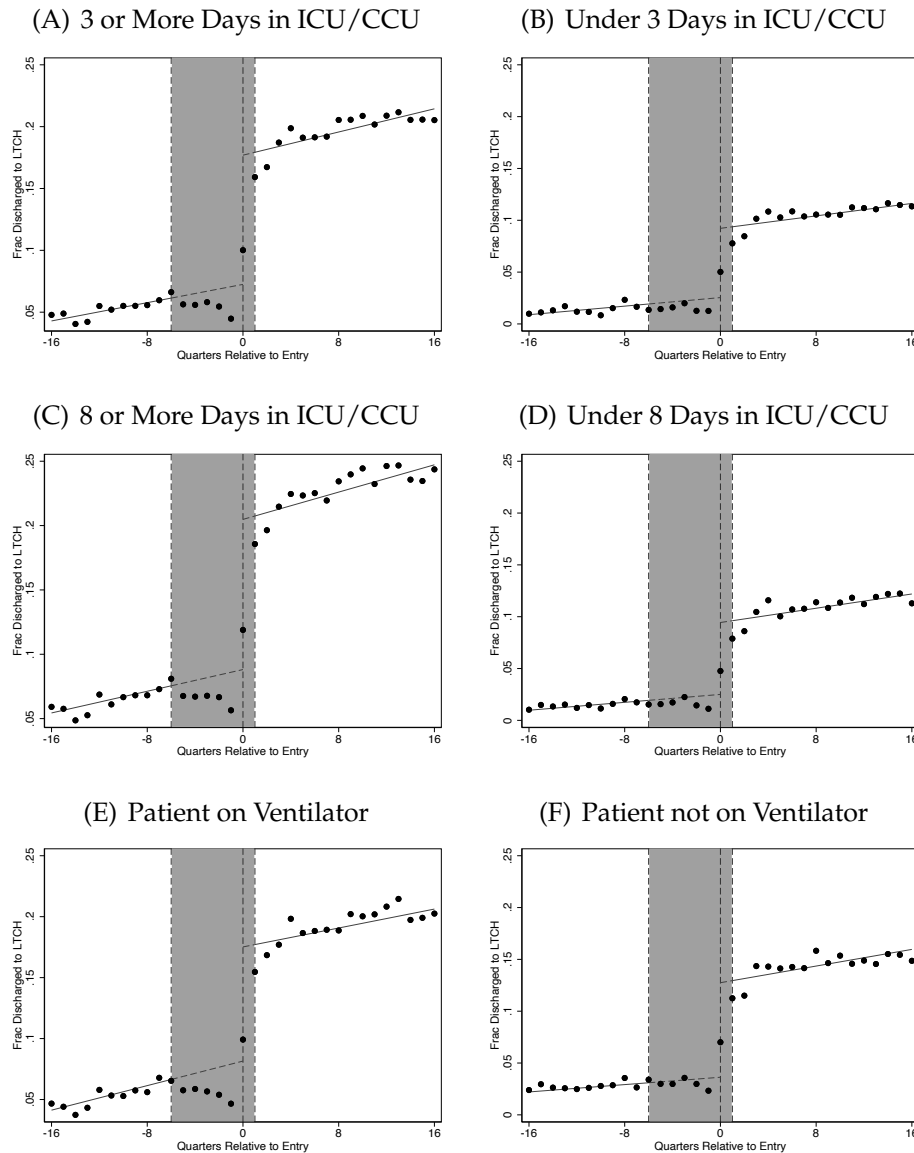 (A) 3 or More Days in ICU/CCU
(B) Under 3 Days in ICU/CCU
Frac Discharged to LTCH
.05 .1 .15 .2 .25
-16 -8 0 8 16
Quarters Relative to Entry
Frac Discharged to LTCH
0 .05 .1 .15 .2 .25
-16 -8 0 8 16
Quarters Relative to Entry
(C) 8 or More Days in ICU/CCU
(D) Under 8 Days in ICU/CCU
Frac Discharged to LTCH
.05 .1 .15 .2 .25
-16 -8 0 8 16
Quarters Relative to Entry
Frac Discharged to LTCH
0 .05 .1 .15 .2 .25
-16 -8 0 8 16
Quarters Relative to Entry
(E) Patient on Ventilator
(F) Patient not on Ventilator
Frac Discharged to LTCH
.05 .1 .15 .2 .25
-16 -8 0 8 16
Quarters Relative to Entry
Frac Discharged to LTCH
0 .05 .1 .15 .2 .25
-16 -8 0 8 16
Quarters Relative to Entry